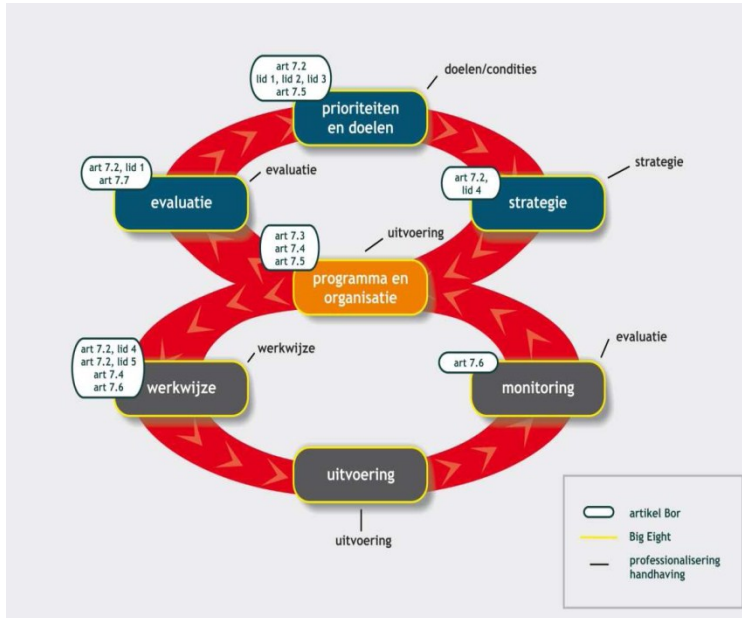 art 7.2
lid 1, lid 2, lid 3
art 7.5
doelen/condities
prioriteiten
en doelen
art 7.2, lid 1
art 7.7
evaluatie
evaluatie
art 7.2,
lid 4
strategie
strategie
art 7.3
art 7.4
art 7.5
uitvoering
programma en
organisatie
art 7.2, lid 4
art 7.2, lid 5
art 7.4
art 7.6
werkwijze
werkwijze
art 7.6
evaluatie
monitoring
uitvoering
uitvoering
artikel Bor
Big Eight
professionalisering
handhaving